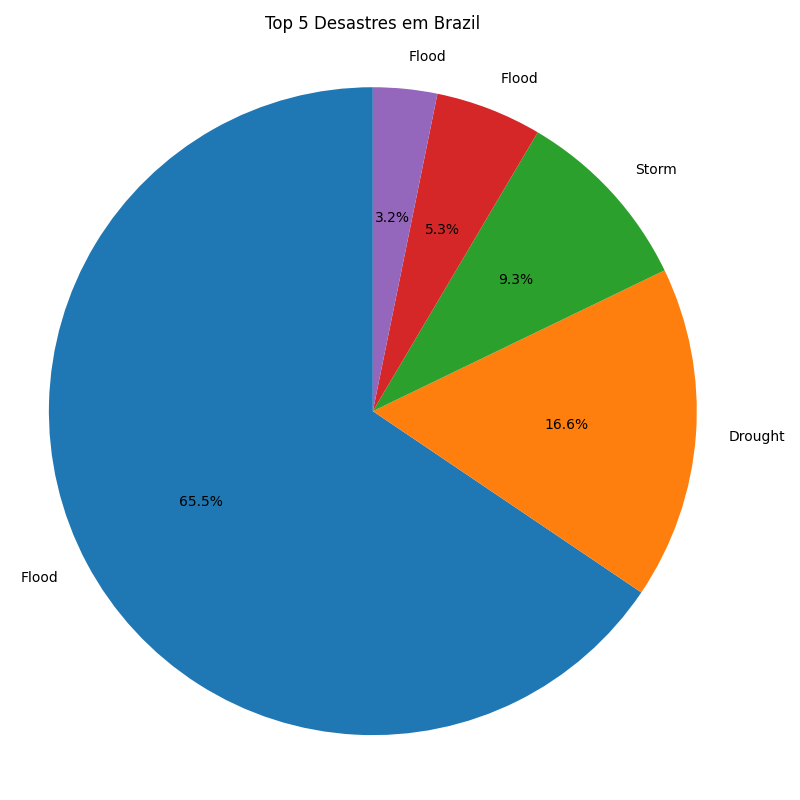 Top 5 Desastres em Brazil
Flood
Flood
Storm
3.2%
5.3%
9.3%
16.6%
Drought
65.5%
Flood